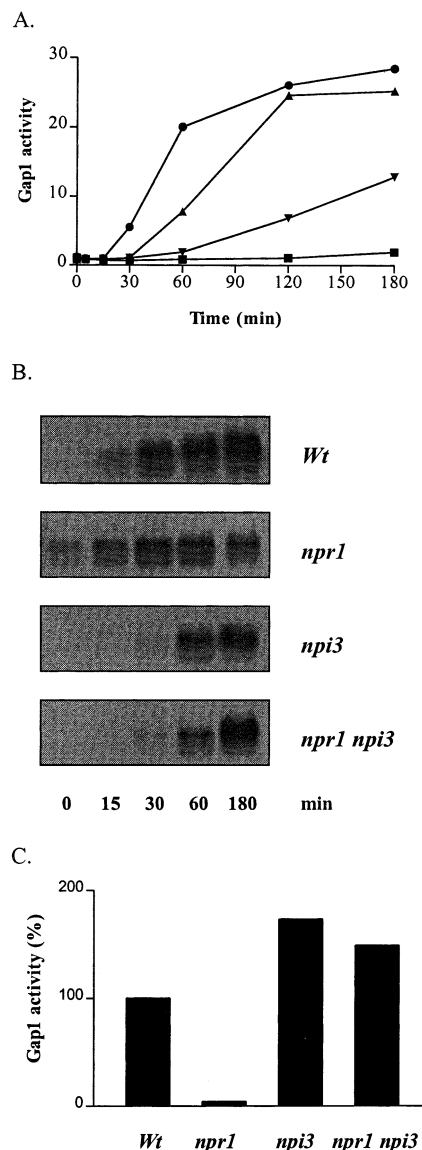 A.
30
20
10
0
Gap1 activity
0 30 60 90 120 150 180
Time (min)
B.
Wt
npr1
npi3
npr1 npi3
0 15 30 60 180 min
C.
200
100
0
Gap1 activity (%)
Wt npr1 npi3 npr1 npi3